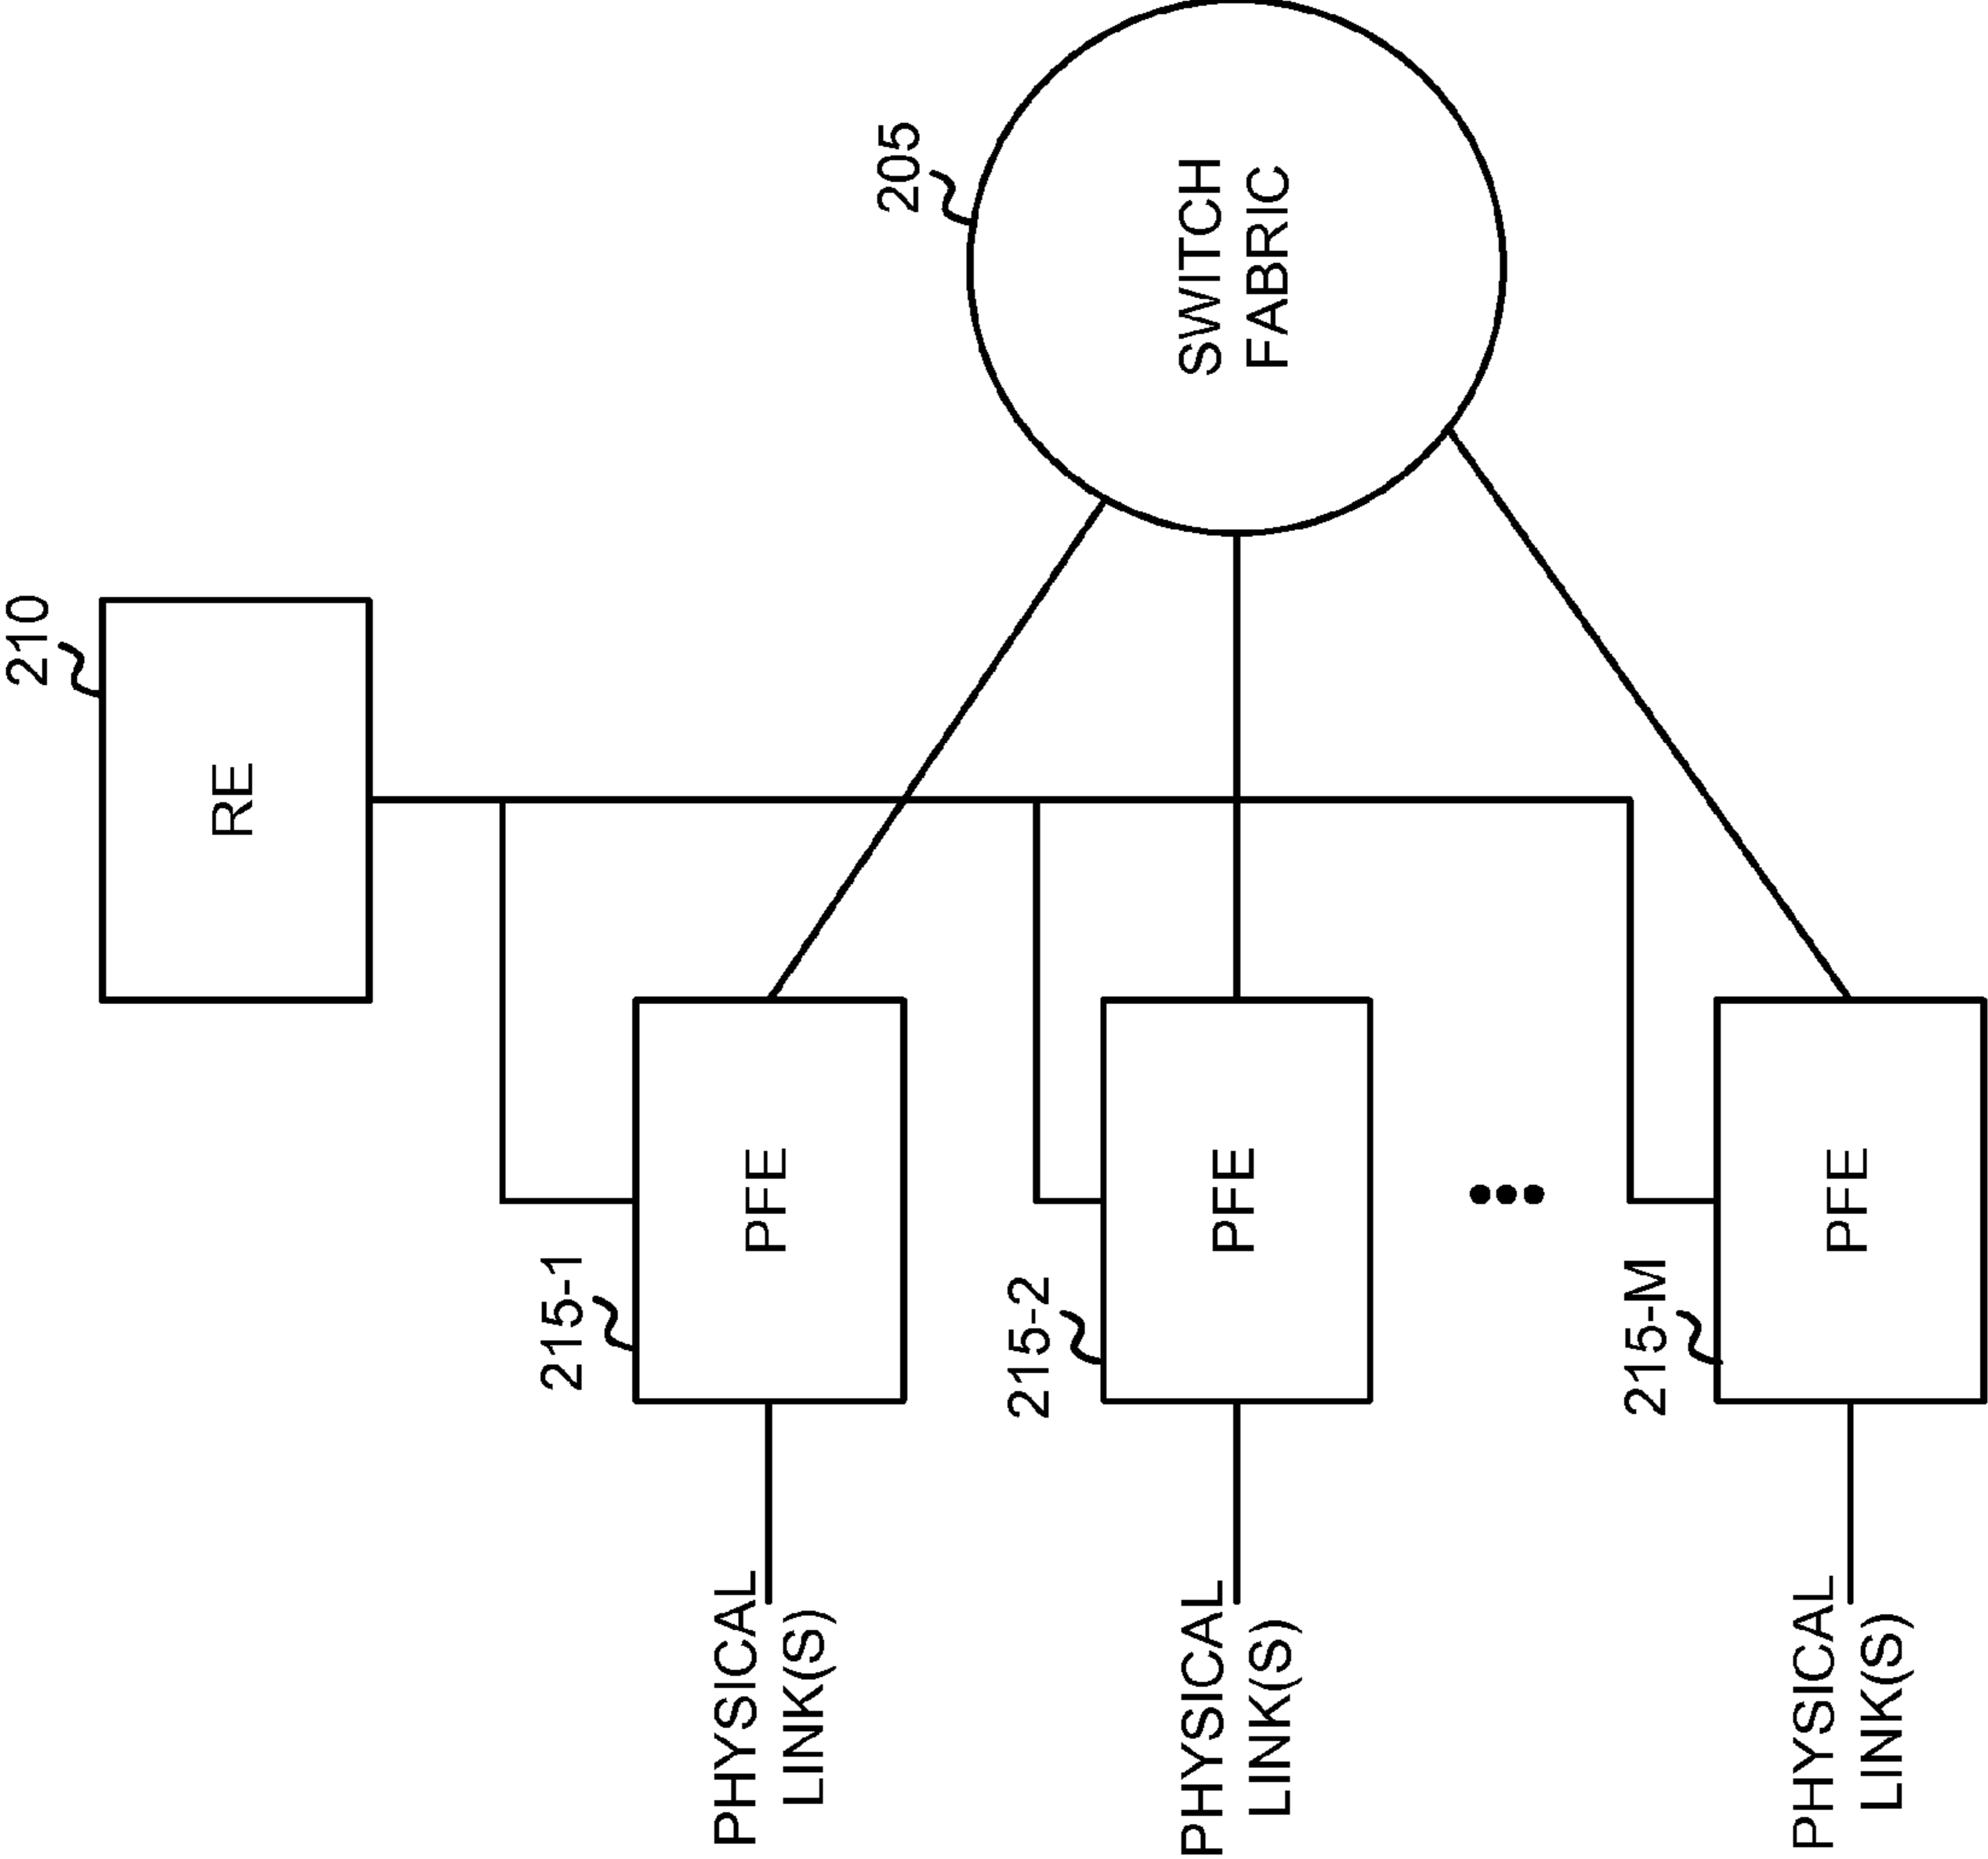 210
RE
205
SWITCH
FABRIC
215-1
PFE
PHYSICAL
LINK(S)
215-2
PFE
PHYSICAL
LINK(S)
215-M
PFE
PHYSICAL
LINK(S)